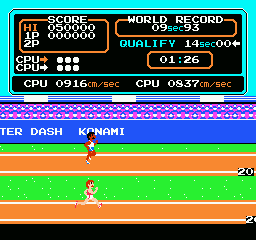 SCORE
HI 050000
1P 000000
2P
WORLD RECORD
09sec93
QUALIFY 14sec00←
CPU→
CPU→
01:26
CPU 0916cm/sec CPU 0837cm/sec
TER DASH KONAMI
20
20